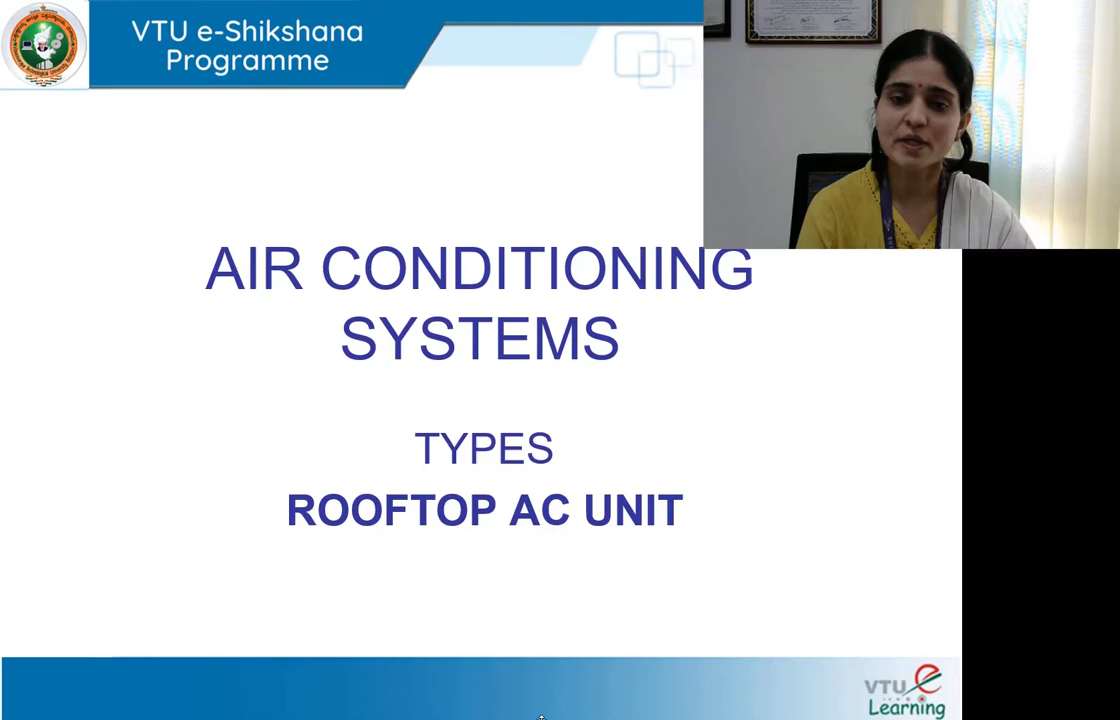 VTU e-Shikshana
Programme
AIR CONDITIONING
SYSTEMS
TYPES
ROOFTOP AC UNIT
VTU e
Learning